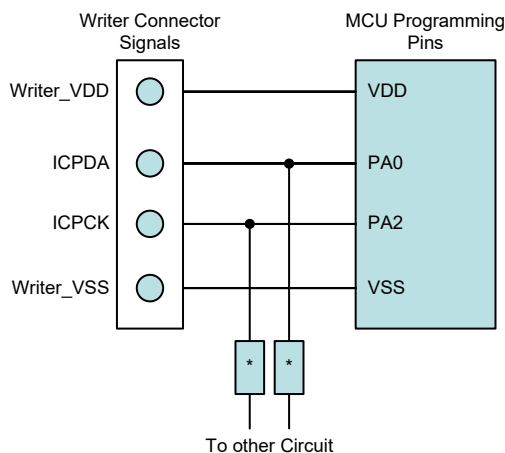 Writer Connector
Signals
MCU Programming
Pins
Writer_VDD
VDD
ICPDA
PA0
ICPCK
PA2
Writer_VSS
VSS
* *
To other Circuit